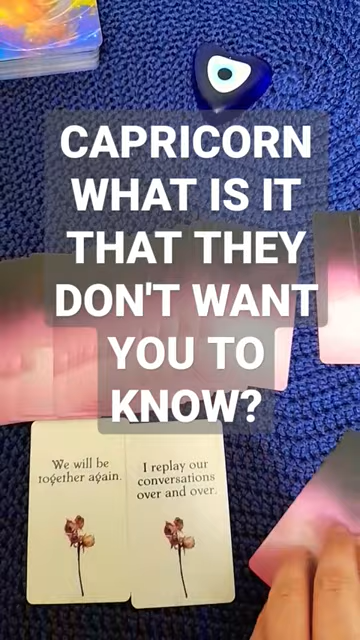 CAPRICORN
WHAT IS IT
THAT THEY
DON'T WANT
YOU TO
KNOW?
We will be
together again.
I replay our
conversations
over and over.